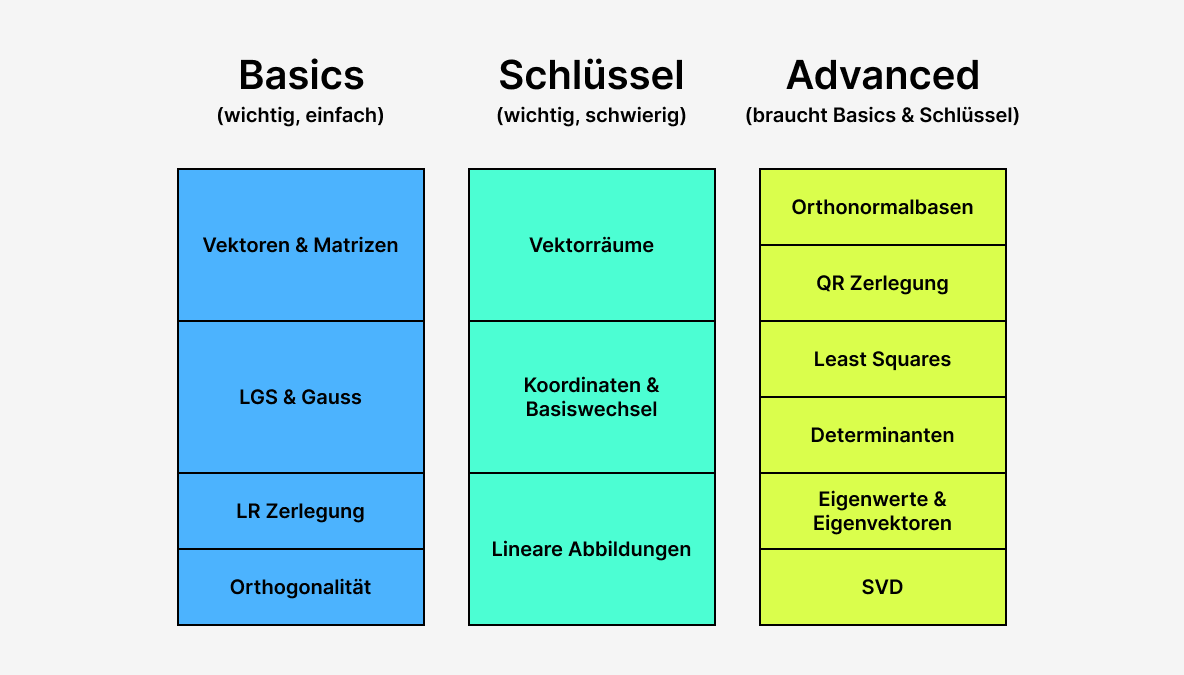 Basics
(wichtig, einfach)
Vektoren & Matrizen
LGS & Gauss
LR Zerlegung
Orthogonalität
Schlüssel
(wichtig, schwierig)
Vektorräume
Koordinaten &
Basiswechsel
Lineare Abbildungen
Advanced
(braucht Basics & Schlüssel)
Orthonormalbasen
QR Zerlegung
Least Squares
Determinanten
Eigenwerte &
Eigenvektoren
SVD